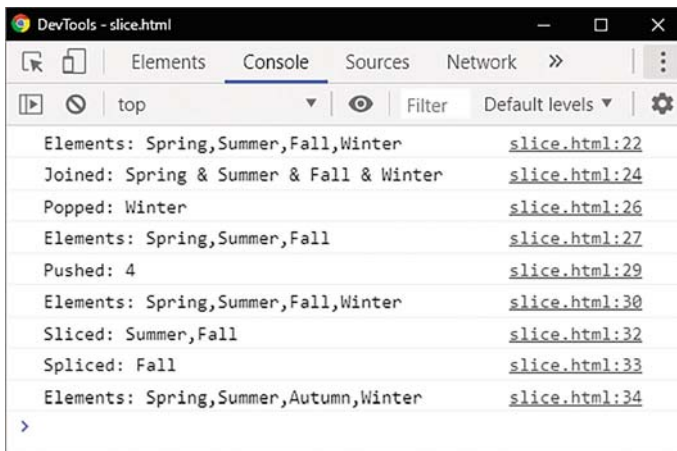 DevTools - slice.html
Elements Console Sources Network »
top Filter Default levels
Elements: Spring,Summer,Fall,Winter slice.html:22
Joined: Spring & Summer & Fall & Winter slice.html:24
Popped: Winter slice.html:26
Elements: Spring,Summer,Fall slice.html:27
Pushed: 4 slice.html:29
Elements: Spring,Summer,Fall,Winter slice.html:30
Sliced: Summer,Fall slice.html:32
Spliced: Fall slice.html:33
Elements: Spring,Summer,Autumn,Winter slice.html:34
>